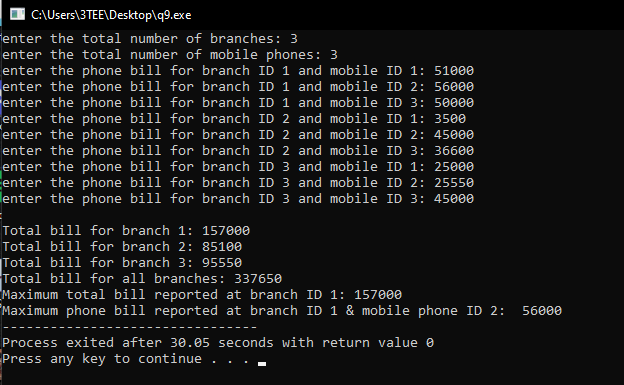 C:\Users\3TEE\Desktop\q9.exe
enter the total number of branches: 3
enter the total number of mobile phones: 3
enter the phone bill for branch ID 1 and mobile ID 1: 51000
enter the phone bill for branch ID 1 and mobile ID 2: 56000
enter the phone bill for branch ID 1 and mobile ID 3: 50000
enter the phone bill for branch ID 2 and mobile ID 1: 3500
enter the phone bill for branch ID 2 and mobile ID 2: 45000
enter the phone bill for branch ID 2 and mobile ID 3: 36600
enter the phone bill for branch ID 3 and mobile ID 1: 25000
enter the phone bill for branch ID 3 and mobile ID 2: 25550
enter the phone bill for branch ID 3 and mobile ID 3: 45000
Total bill for branch 1: 157000
Total bill for branch 2: 85100
Total bill for branch 3: 95550
Total bill for all branches: 337650
Maximum total bill reported at branch ID 1: 157000
Maximum phone bill reported at branch ID 1 & mobile phone ID 2:  56000
--------------------------------
Process exited after 30.05 seconds with return value 0
Press any key to continue . . .